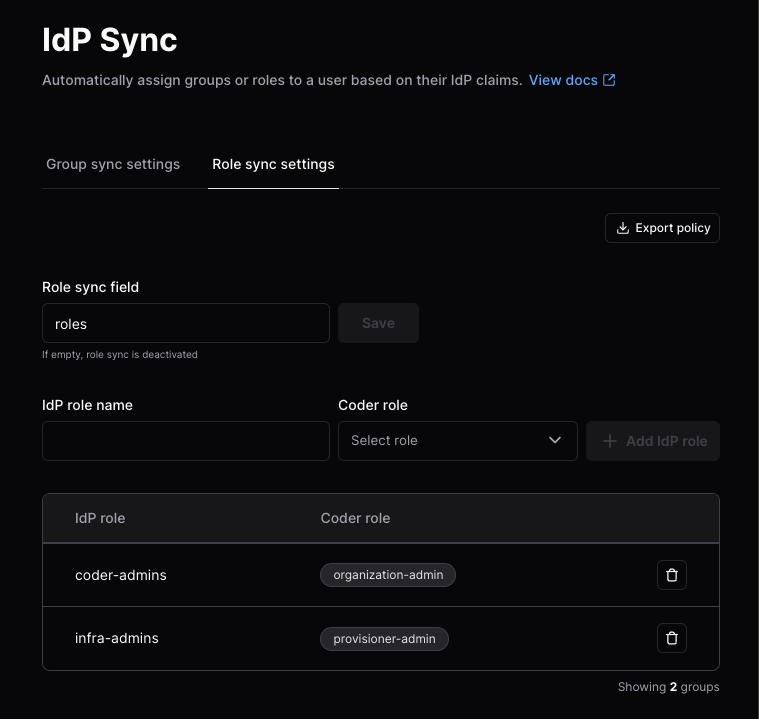 IdP Sync
Automatically assign groups or roles to a user based on their IdP claims. View docs
Group sync settings Role sync settings
Export policy
Role sync field
roles
Save
If empty, role sync is deactivated
IdP role name Coder role
Select role
Add IdP role
IdP role Coder role
coder-admins organization-admin
infra-admins provisioner-admin
Showing 2 groups